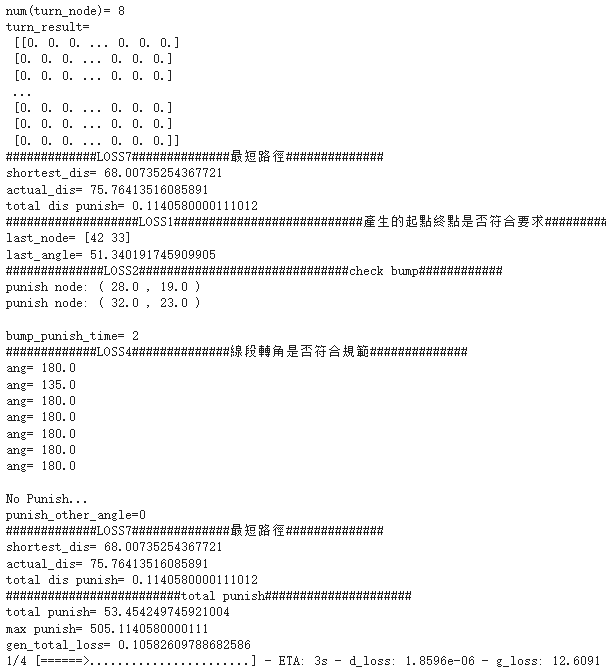 num(turn_node)= 8
turn_result=
[[0. 0. 0. ... 0. 0. 0.]
[0. 0. 0. ... 0. 0. 0.]
[0. 0. 0. ... 0. 0. 0.]
...
[0. 0. 0. ... 0. 0. 0.]
[0. 0. 0. ... 0. 0. 0.]
[0. 0. 0. ... 0. 0. 0.]]
#############LOSS7##############最短路徑##############
shortest_dis= 68.00735254367721
actual_dis= 75.76413516085891
total dis punish= 0.1140580000111012
###################LOSS1###########################產生的起點終點是否符合要求#########
last_node= [42 33]
last_angle= 51.340191745909905
##############LOSS2##############################check bump############
punish node: ( 28.0 , 19.0 )
punish node: ( 32.0 , 23.0 )
bump_punish_time= 2
#############LOSS4##############線段轉角是否符合規範##############
ang= 180.0
ang= 135.0
ang= 180.0
ang= 180.0
ang= 180.0
ang= 180.0
ang= 180.0
No Punish...
punish_other_angle=0
#############LOSS7##############最短路徑##############
shortest_dis= 68.00735254367721
actual_dis= 75.76413516085891
total dis punish= 0.1140580000111012
#########################total punish#####################
total punish= 53.454249745921004
max punish= 505.1140580000111
gen_total_loss= 0.10582609788682586
1/4 [======>.......................] - ETA: 3s - d_loss: 1.8596e-06 - g_loss: 12.6091